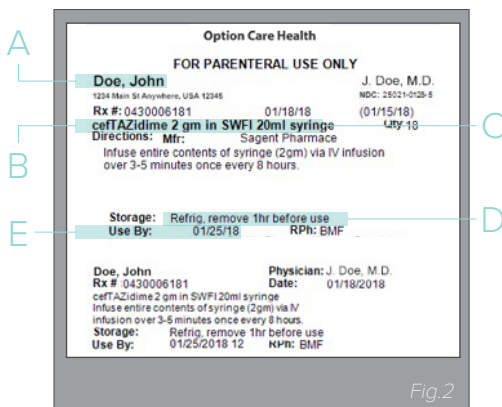 Option Care Health
FOR PARENTERAL USE ONLY
A
Doe, John J. Doe, M.D.
1234 Main St Anywhere, USA 12345 NDC: 25021-0128-5
Rx #: 0430006181 01/18/18 (01/15/18)
B cefTAZidime 2 gm in SWFI 20ml syringe Qty 18 C
Directions: Mfr: Sagent Pharmace
Infuse entire contents of syringe (2gm) via IV infusion
over 3-5 minutes once every 8 hours.
Storage: Refrig, remove 1hr before use D
E Use By: 01/25/18 RPh: BMF
Doe, John Physician: J. Doe, M.D.
Rx # :0430006181 Date: 01/18/2018
cefTAZidime 2 gm in SWFI 20ml syringe
Infuse entire contents of syringe (2gm) via IV
infusion over 3-5 minutes once every 8 hours.
Storage: Refrig, remove 1hr before use
Use By: 01/25/2018 12 RPh: BMF
Fig.2